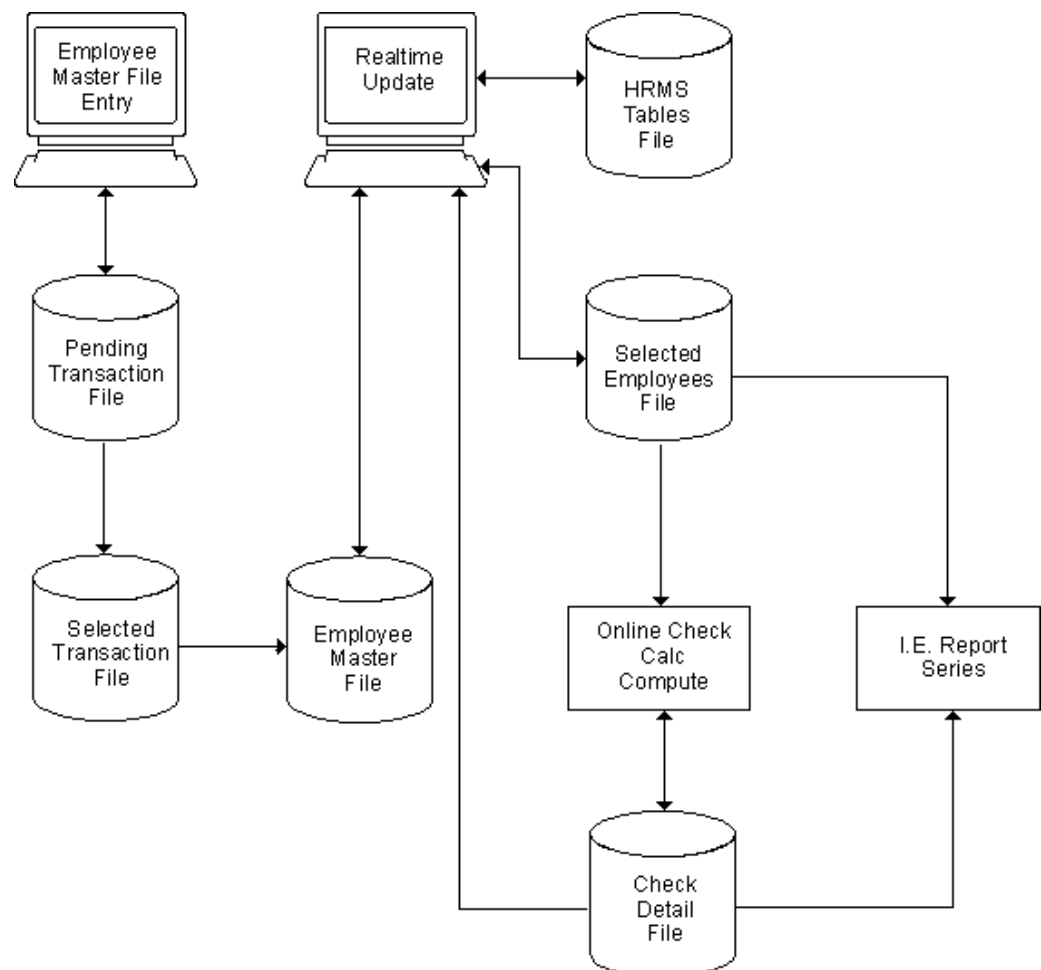 Employee
Master File
Entry
Realtime
Update
HRMS
Tables
File
Pending
Transaction
File
Selected
Employees
File
Selected
Transaction
File
Employee
Master
File
Online Check
Calc
Compute
I.E. Report
Series
Check
Detail
File